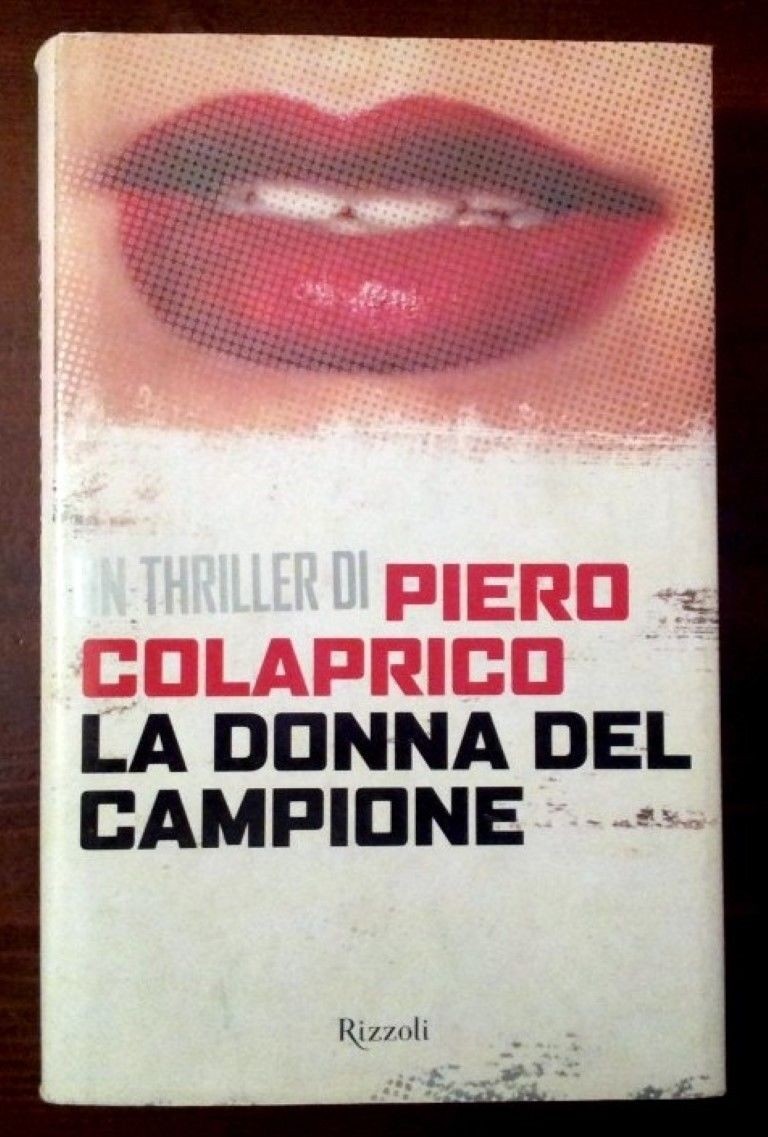 UN THRILLER DI PIERO
COLAPRICO
LA DONNA DEL
CAMPIONE
Rizzoli